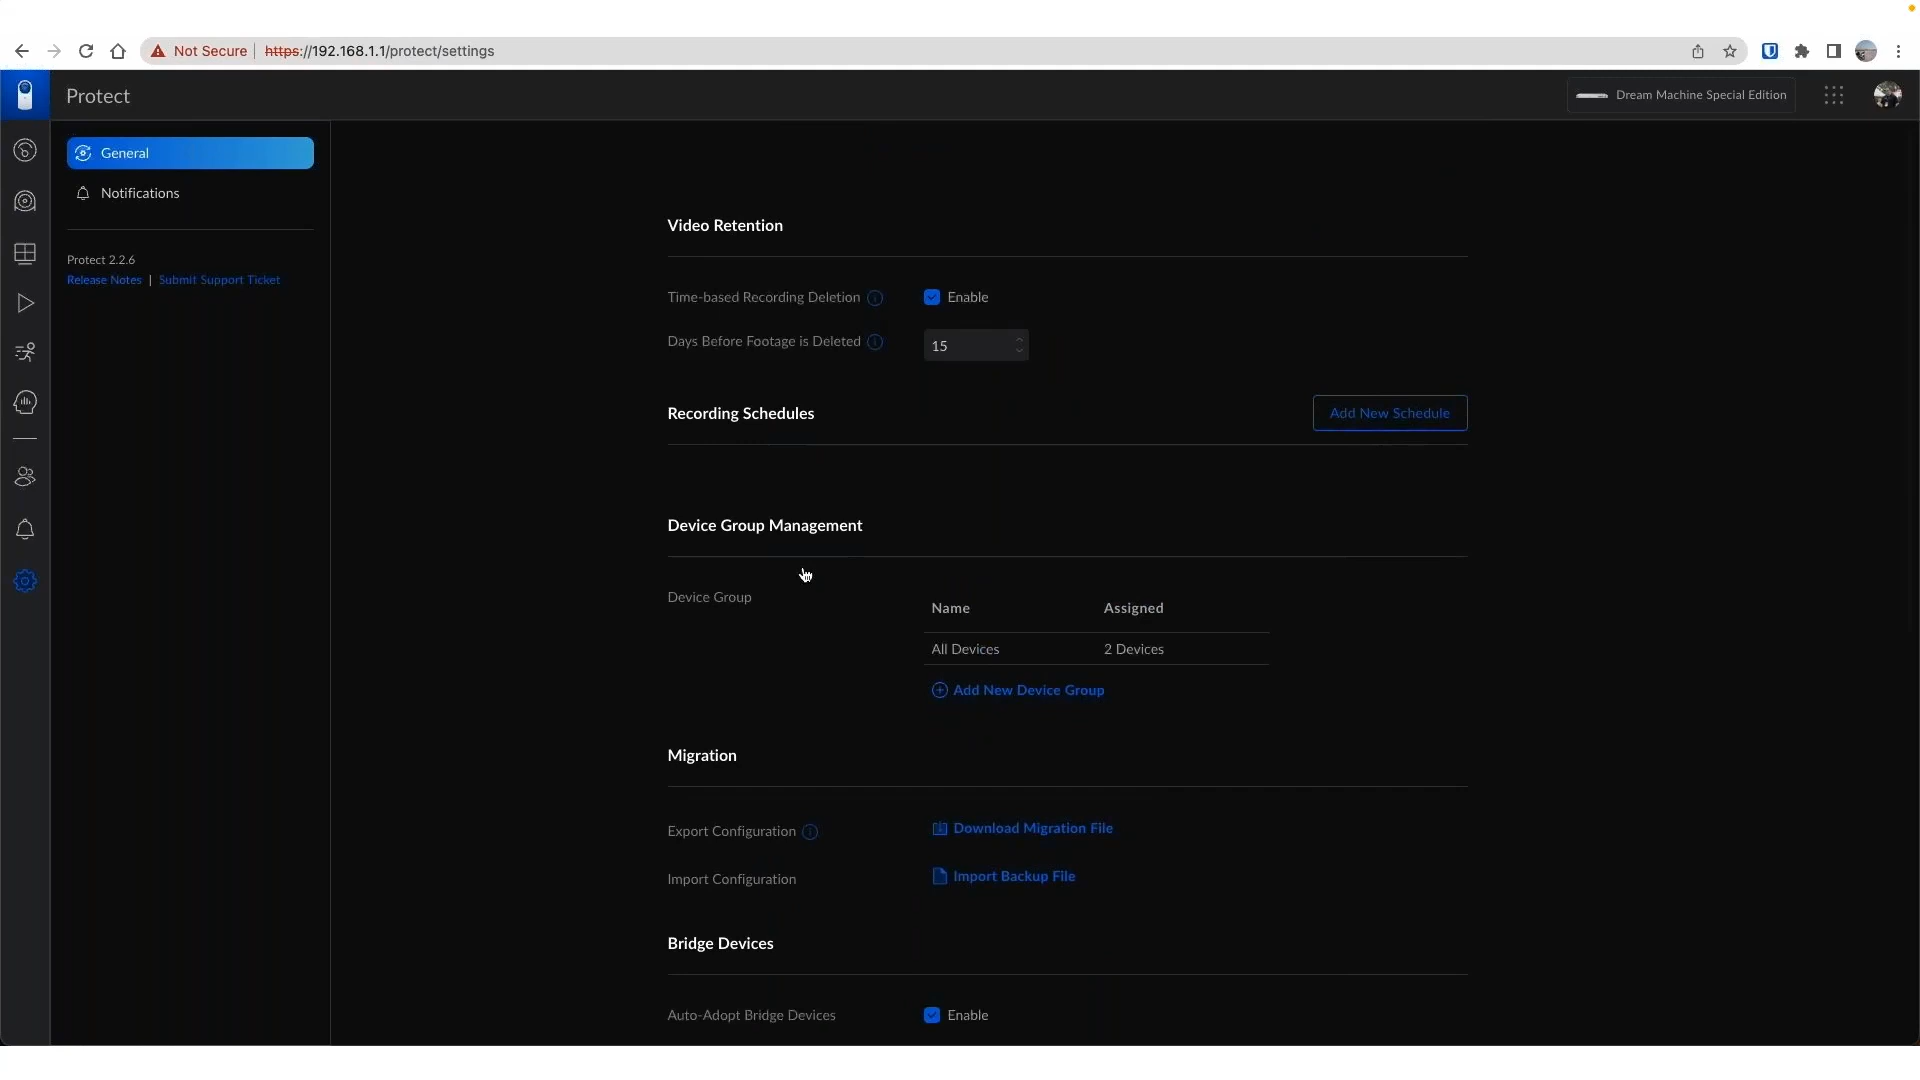 Not Secure | https://192.168.1.1/protect/settings
Protect
Dream Machine Special Edition
General
Notifications
Protect 2.2.6
Release Notes | Submit Support Ticket
Video Retention
Time-based Recording Deletion Enable
Days Before Footage is Deleted 15
Recording Schedules Add New Schedule
Device Group Management
Device Group
Name Assigned
All Devices 2 Devices
Add New Device Group
Migration
Export Configuration Download Migration File
Import Configuration Import Backup File
Bridge Devices
Auto-Adopt Bridge Devices Enable